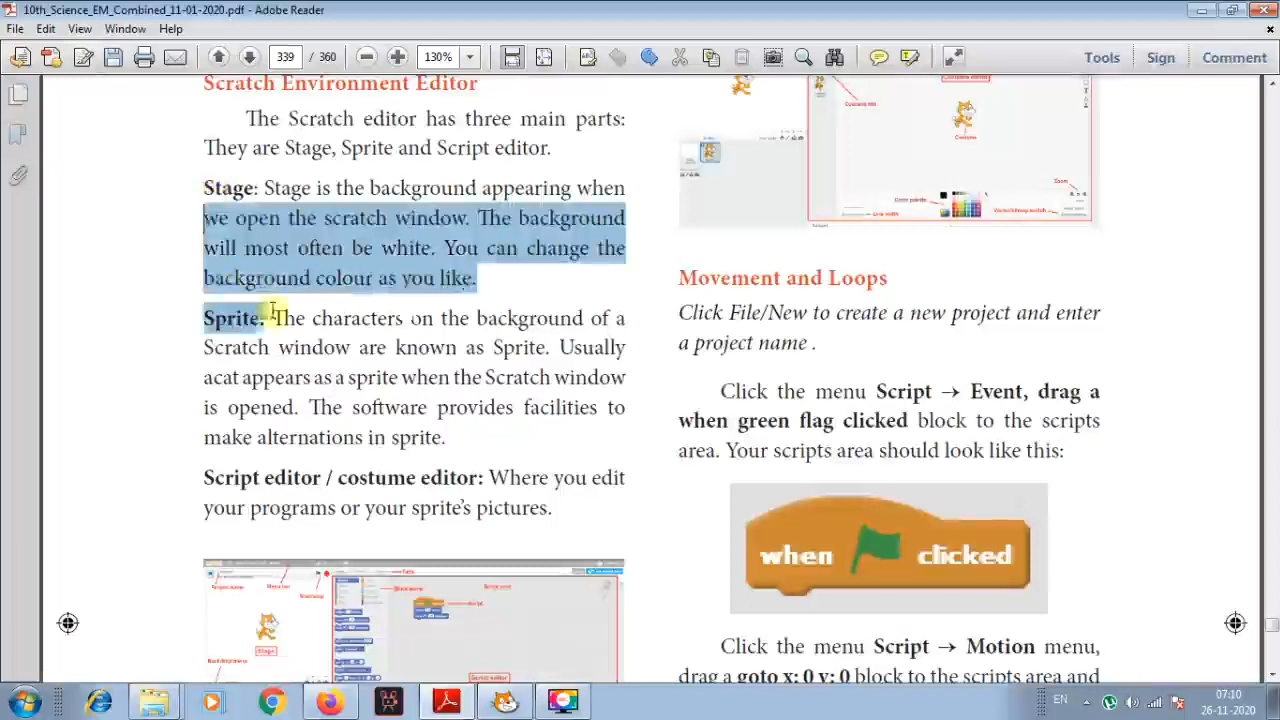 10th_Science_EM_Combined_11-01-2020.pdf - Adobe Reader
File Edit View Window Help
339 / 360 130% Tools Sign Comment
Scratch Environment Editor
The Scratch editor has three main parts:
They are Stage, Sprite and Script editor.
Stage: Stage is the background appearing when
we open the Scratch window. The background
will most often be white. You can change the
background colour as you like.
Sprite: The characters on the background of a
Scratch window are known as Sprite. Usually
acat appears as a sprite when the Scratch window
is opened. The software provides facilities to
make alternations in sprite.
Script editor / costume editor: Where you edit
your programs or your sprite's pictures.
Stage
Script
Costume
Zoom
Color palette
Line width
Movement and Loops
Click File/New to create a new project and enter
a project name .
Click the menu Script → Event, drag a
when green flag clicked block to the scripts
area. Your scripts area should look like this:
when clicked
Click the menu Script → Motion menu,
drag a goto x: 0 y: 0 block to the scripts area and
EN
07:10
26-11-2020